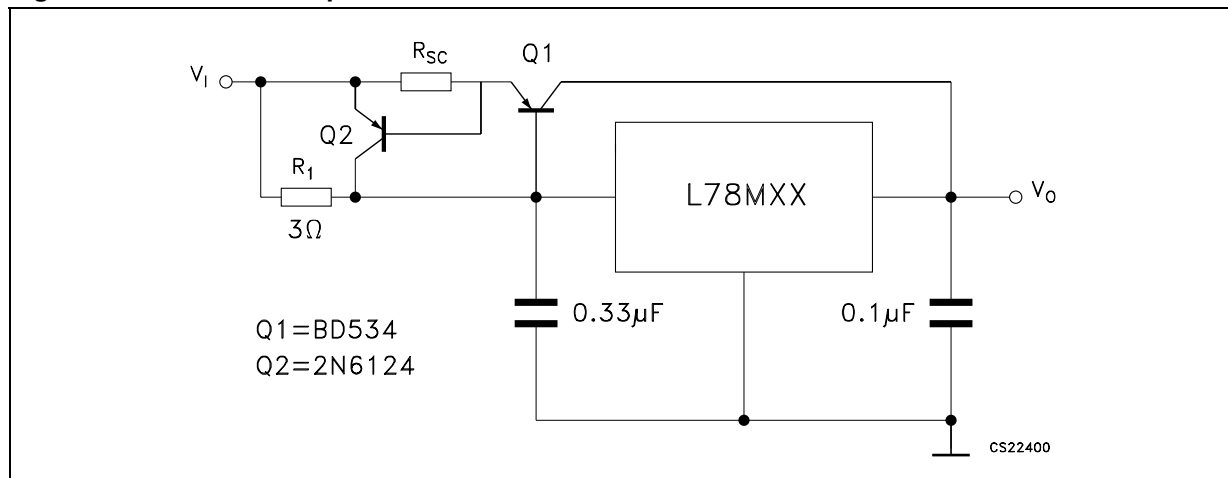 R_SC
Q1
V_I
Q2
R_1
L78MXX
V_O
3Ω
0.33µF
0.1µF
Q1=BD534
Q2=2N6124
CS22400